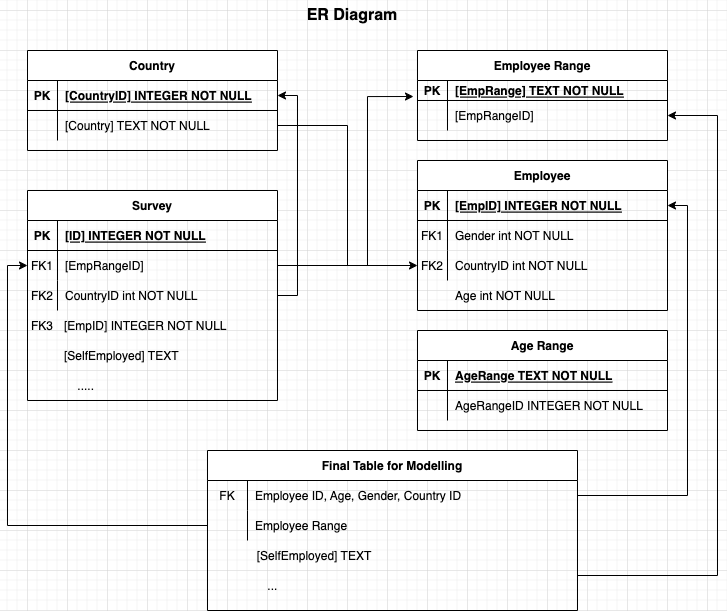 ER Diagram
Country
PK [CountryID] INTEGER NOT NULL
[Country] TEXT NOT NULL
Employee Range
PK [EmpRange] TEXT NOT NULL
[EmpRangeID]
Survey
PK [ID] INTEGER NOT NULL
FK1 [EmpRangeID]
FK2 CountryID int NOT NULL
FK3 [EmpID] INTEGER NOT NULL
[SelfEmployed] TEXT
.....
Employee
PK [EmpID] INTEGER NOT NULL
FK1 Gender int NOT NULL
FK2 CountryID int NOT NULL
Age int NOT NULL
Age Range
PK AgeRange TEXT NOT NULL
AgeRangeID INTEGER NOT NULL
Final Table for Modelling
FK Employee ID, Age, Gender, Country ID
Employee Range
[SelfEmployed] TEXT
...